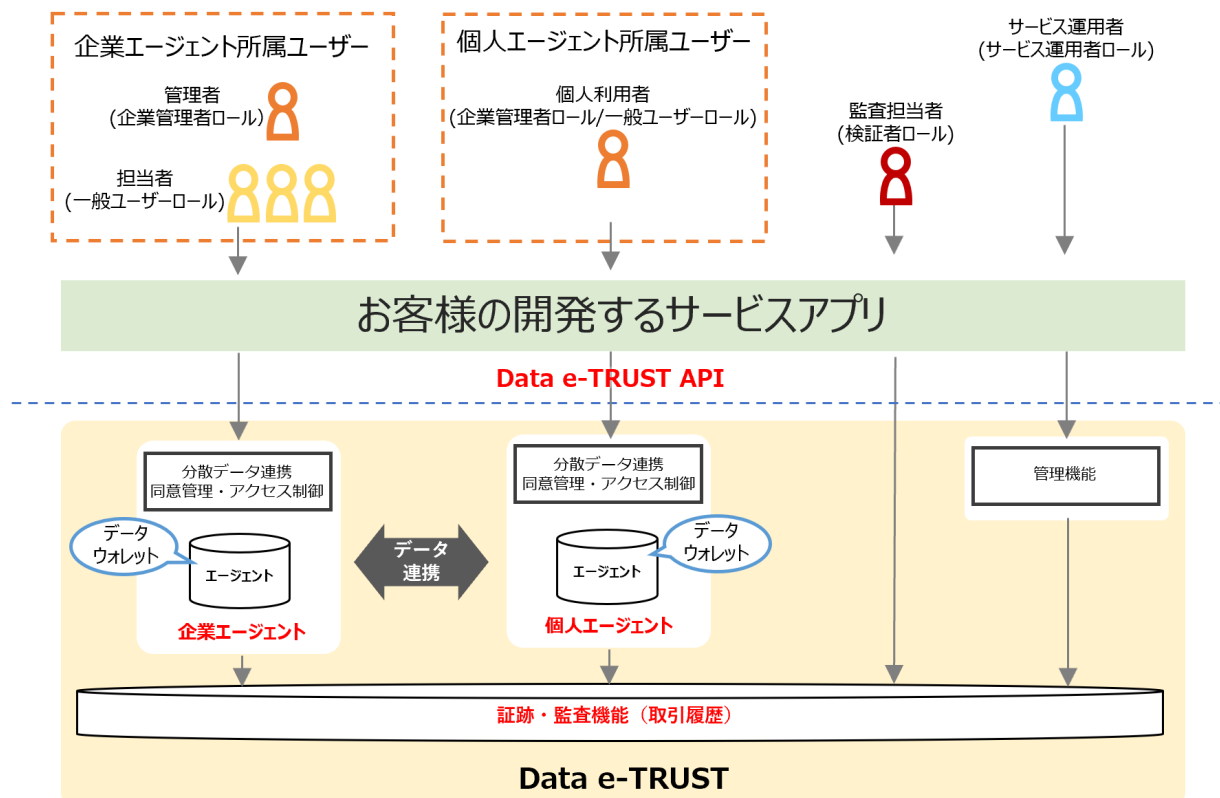 企業エージェント所属ユーザー
管理者
(企業管理者ロール)
担当者
(一般ユーザーロール)
個人エージェント所属ユーザー
個人利用者
(企業管理者ロール/一般ユーザーロール)
監査担当者
(検証者ロール)
サービス運用者
(サービス運用者ロール)
お客様の開発するサービスアプリ
Data e-TRUST API
分散データ連携
同意管理・アクセス制御
データ
ウォレット
エージェント
企業エージェント
データ
連携
分散データ連携
同意管理・アクセス制御
データ
ウォレット
エージェント
個人エージェント
管理機能
証跡・監査機能（取引履歴）
Data e-TRUST